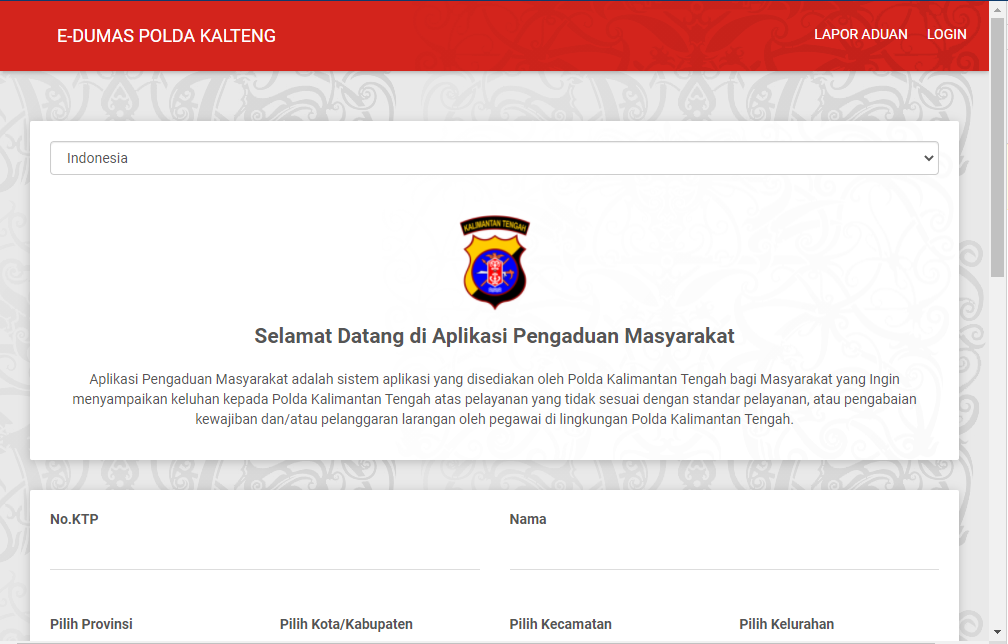 E-DUMAS POLDA KALTENG
LAPOR ADUAN
LOGIN
Indonesia
KALIMANTAN TENGAH
Selamat Datang di Aplikasi Pengaduan Masyarakat
Aplikasi Pengaduan Masyarakat adalah sistem aplikasi yang disediakan oleh Polda Kalimantan Tengah bagi Masyarakat yang Ingin
menyampaikan keluhan kepada Polda Kalimantan Tengah atas pelayanan yang tidak sesuai dengan standar pelayanan, atau pengabaian
kewajiban dan/atau pelanggaran larangan oleh pegawai di lingkungan Polda Kalimantan Tengah.
No.KTP
Nama
Pilih Provinsi
Pilih Kota/Kabupaten
Pilih Kecamatan
Pilih Kelurahan